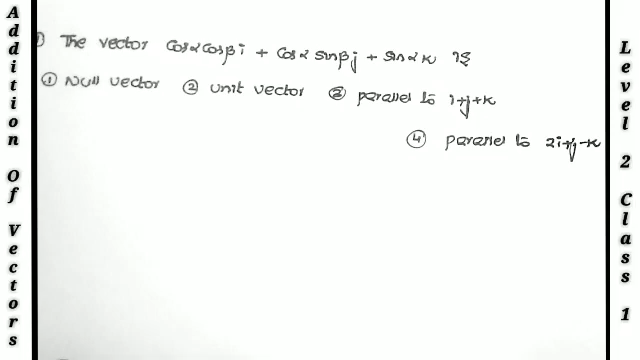 Addition Of Vectors
① The vector cosα cosβ i + cosα sinβ j + sinα k is
① Null vector ② unit vector ③ parallel to i+j+k
④ parallel to 2i+j-k
Level 2 Class 1